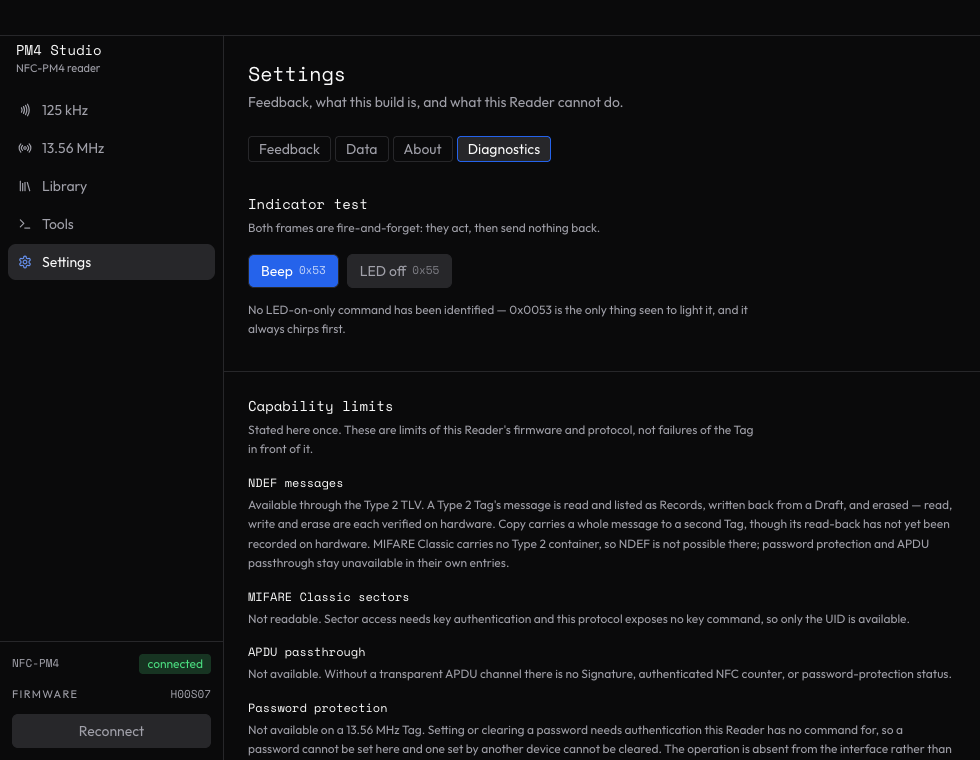 PM4 Studio
NFC-PM4 reader
125 kHz
13.56 MHz
Library
Tools
Settings
NFC-PM4
connected
FIRMWARE
H00S07
Reconnect
Settings
Feedback, what this build is, and what this Reader cannot do.
Feedback
Data
About
Diagnostics
Indicator test
Both frames are fire-and-forget: they act, then send nothing back.
Beep 0x53
LED off 0x55
No LED-on-only command has been identified — 0x0053 is the only thing seen to light it, and it
always chirps first.
Capability limits
Stated here once. These are limits of this Reader's firmware and protocol, not failures of the Tag
in front of it.
NDEF messages
Available through the Type 2 TLV. A Type 2 Tag's message is read and listed as Records, written back from a Draft, and erased — read,
write and erase are each verified on hardware. Copy carries a whole message to a second Tag, though its read-back has not yet been
recorded on hardware. MIFARE Classic carries no Type 2 container, so NDEF is not possible there; password protection and APDU
passthrough stay unavailable in their own entries.
MIFARE Classic sectors
Not readable. Sector access needs key authentication and this protocol exposes no key command, so only the UID is available.
APDU passthrough
Not available. Without a transparent APDU channel there is no Signature, authenticated NFC counter, or password-protection status.
Password protection
Not available on a 13.56 MHz Tag. Setting or clearing a password needs authentication this Reader has no command for, so a
password cannot be set here and one set by another device cannot be cleared. The operation is absent from the interface rather than